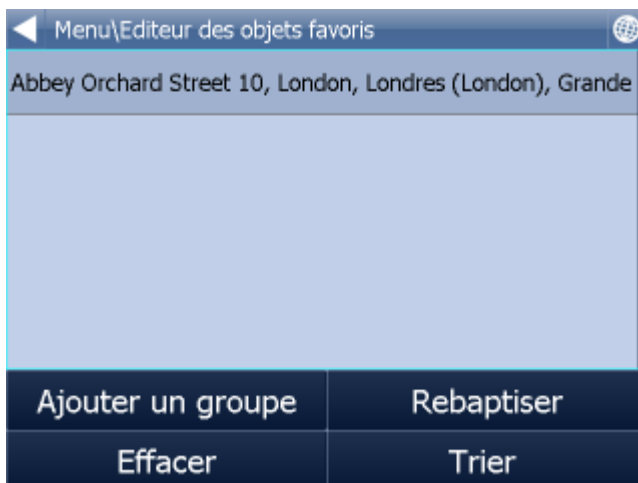 Menu\Editeur des objets favoris
Abbey Orchard Street 10, London, Londres (London), Grande
Ajouter un groupe
Rebaptiser
Effacer
Trier